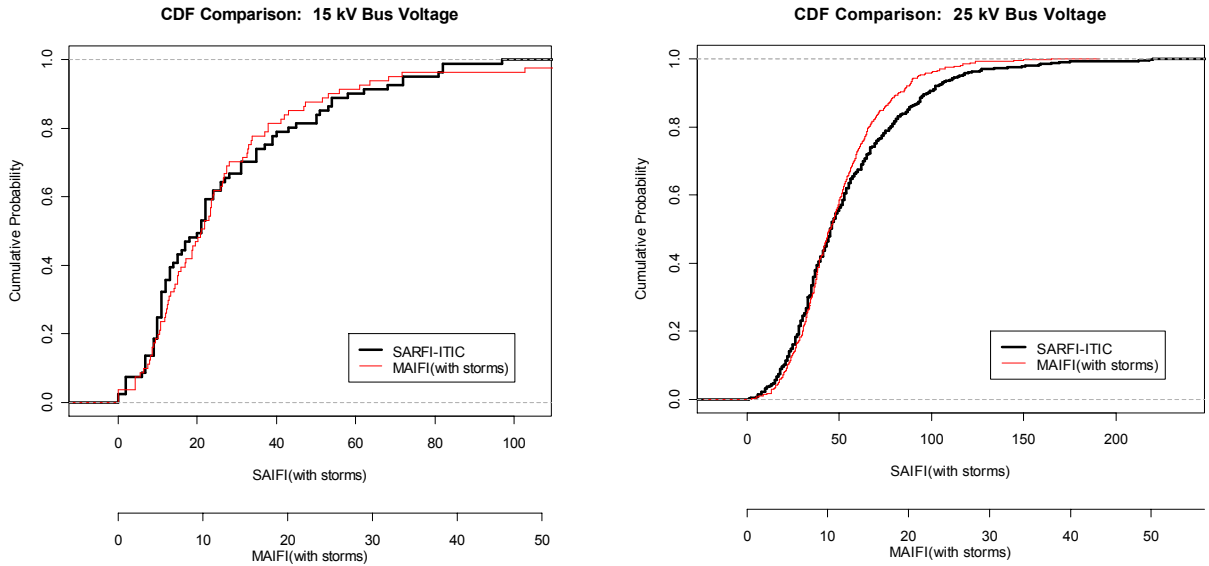 CDF Comparison: 15 kV Bus Voltage
Cumulative Probability
1.0
0.8
0.6
0.4
0.2
0.0
SARFI-ITIC
MAIFI(with storms)
0 20 40 60 80 100
SAIFI(with storms)
0 10 20 30 40 50
MAIFI(with storms)
CDF Comparison: 25 kV Bus Voltage
Cumulative Probability
1.0
0.8
0.6
0.4
0.2
0.0
SARFI-ITIC
MAIFI(with storms)
0 50 100 150 200
SAIFI(with storms)
0 10 20 30 40 50
MAIFI(with storms)